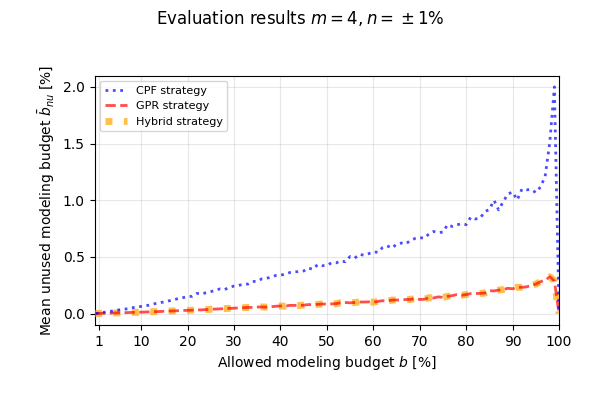 Evaluation results m = 4, n = ±1%
Mean unused modeling budget b̄ₙᵤ [%]
2.0
1.5
1.0
0.5
0.0
CPF strategy
GPR strategy
Hybrid strategy
1 10 20 30 40 50 60 70 80 90 100
Allowed modeling budget b [%]